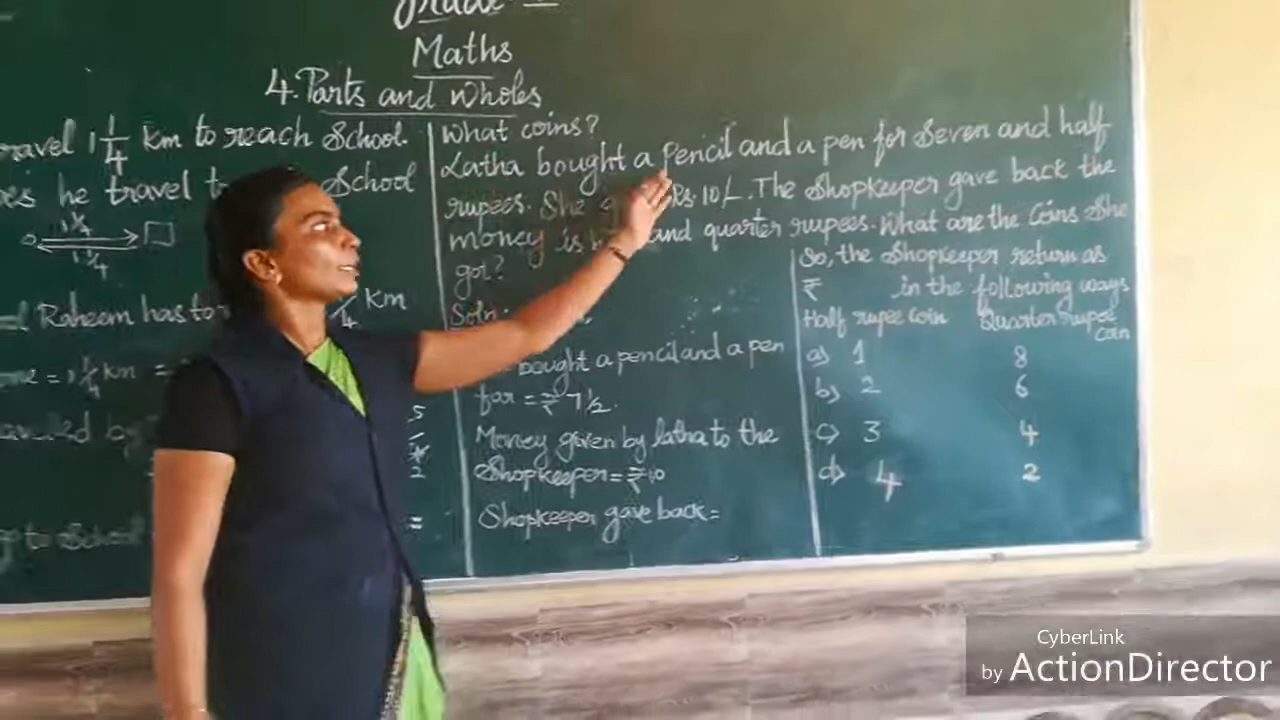 Maths
4. Parts and Wholes
travel 1 1/4 Km to reach School.
he travel School
1 1/4
1 1/4
Raheem has to Km
= 1 1/4 km =
to School =
What coins?
Latha bought a Pencil and a pen for Seven and half
rupees. She Rs. 10/-. The Shopkeeper gave back the
money is and quarter rupees. What are the Coins She
got?
Soln:
bought a pencil and a pen
for = ₹ 7 1/2.
Money given by latha to the
Shopkeeper = ₹ 10
Shopkeeper gave back =
So, the Shopkeeper return as
₹ in the following ways
Half rupee coin Quarter rupee coin
a) 1 8
b) 2 6
c) 3 4
d) 4 2
CyberLink
by ActionDirector